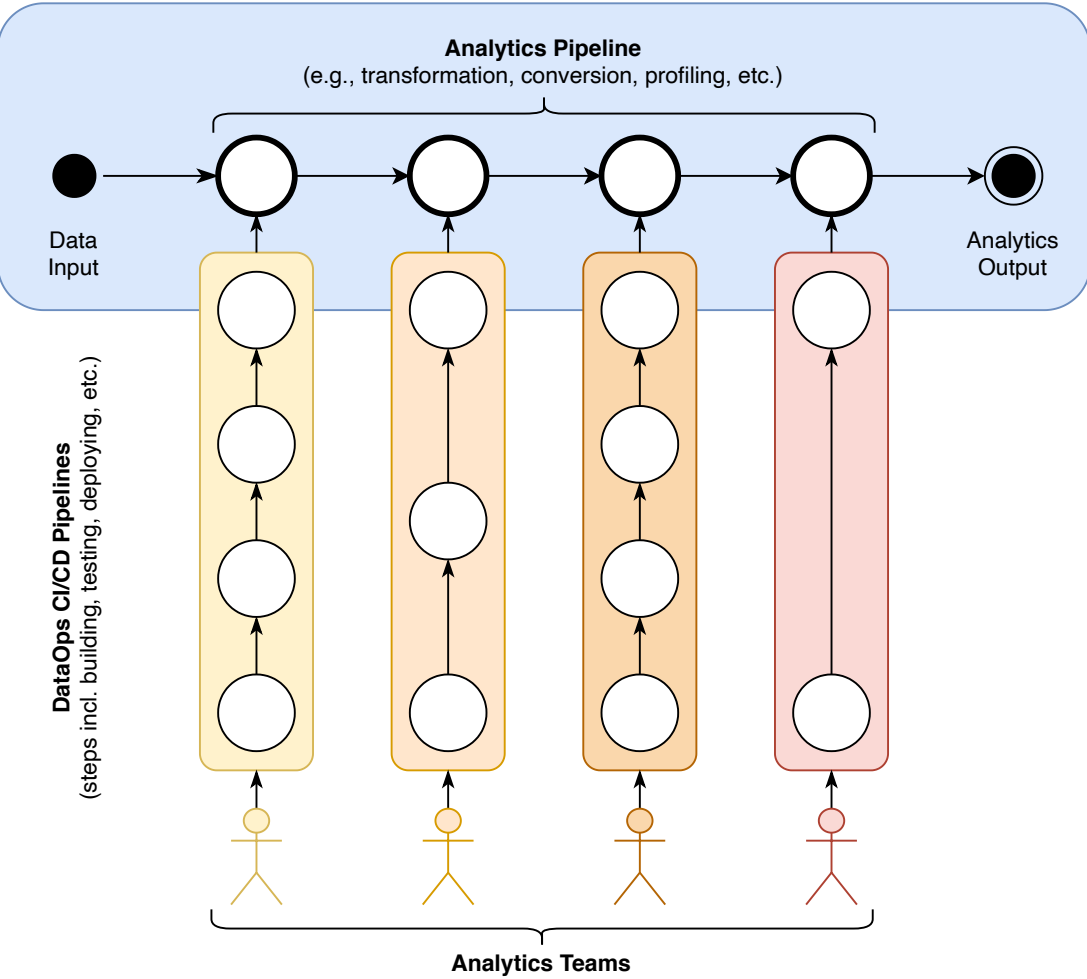 Analytics Pipeline
(e.g., transformation, conversion, profiling, etc.)
Data
Input
Analytics
Output
DataOps CI/CD Pipelines
(steps incl. building, testing, deploying, etc.)
Analytics Teams